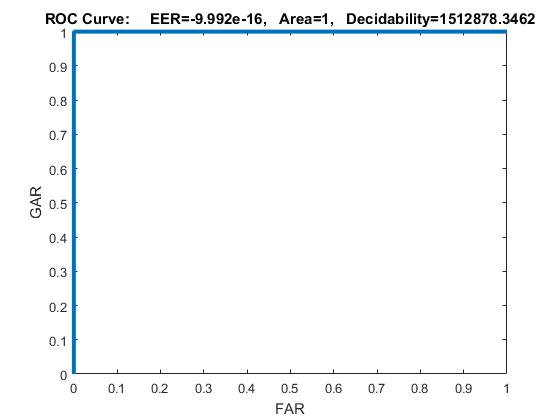 ROC Curve: EER=-9.992e-16, Area=1, Decidability=1512878.3462
1
0.9
0.8
0.7
0.6
0.5
0.4
0.3
0.2
0.1
0
GAR
0 0.1 0.2 0.3 0.4 0.5 0.6 0.7 0.8 0.9 1
FAR